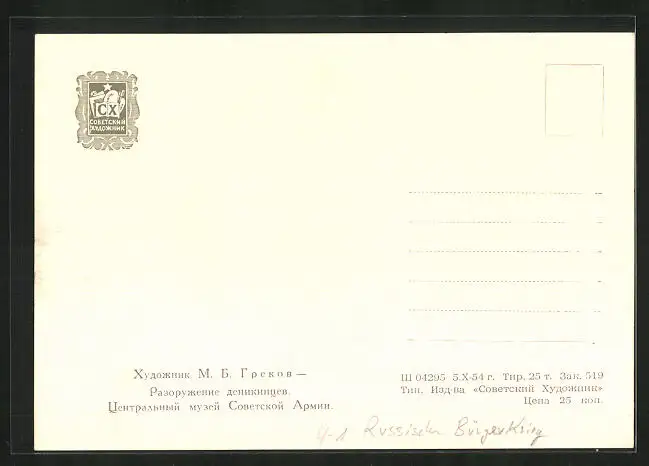 СХ
СОВЕТСКИЙ
ХУДОЖНИК
Художник М. Б. Греков —
Разоружение деникинцев.
Центральный музей Советской Армии.
Ш 04295 5.X-54 г. Тир. 25 т. Зак. 519
Тип. Изд-ва «Советский Художник»
Цена 25 коп.
Russischer Bürgerkrieg